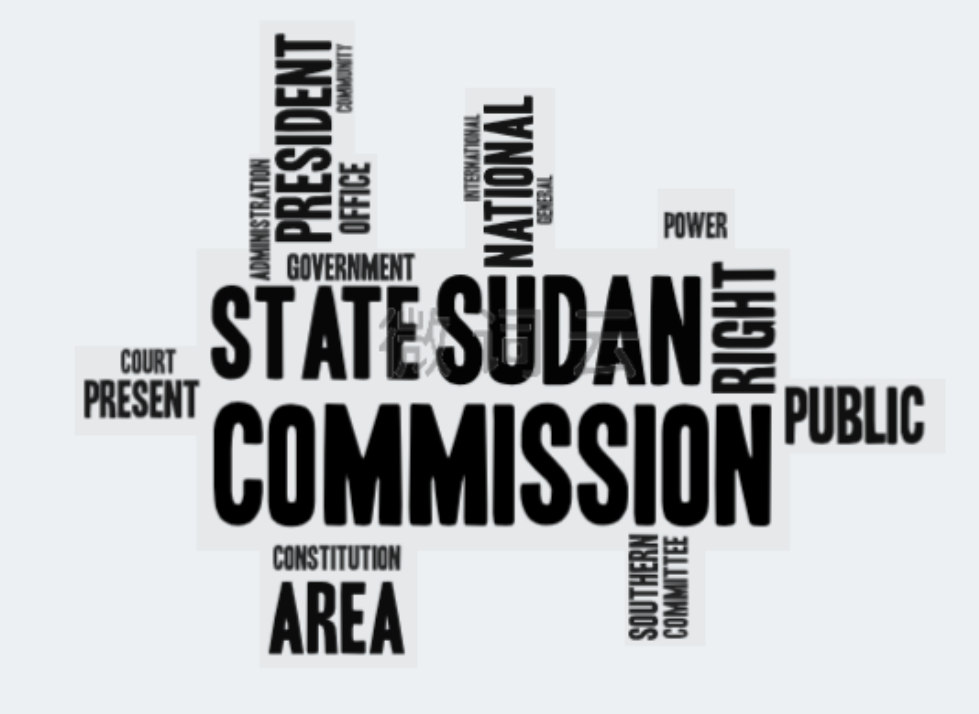 PRESIDENT
COMMUNITY
ADMINISTRATION
OFFICE
INTERNATIONAL
NATIONAL
GENERAL
POWER
GOVERNMENT
STATE SUDAN
RIGHT
微词云
COURT
PRESENT
PUBLIC
COMMISSION
CONSTITUTION
AREA
SOUTHERN
COMMITTEE